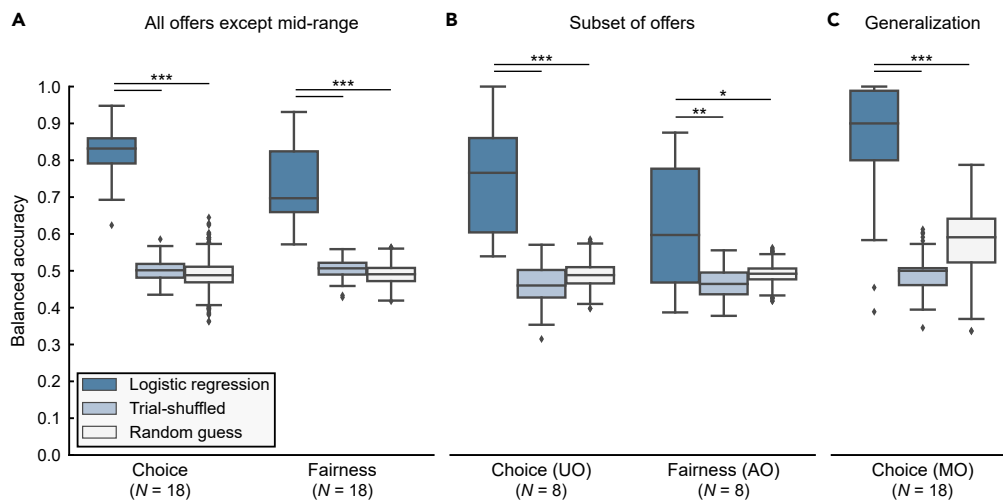 A All offers except mid-range
B Subset of offers
C Generalization
*** *** *** * ** ***
Balanced accuracy
1.0
0.9
0.8
0.7
0.6
0.5
0.4
0.3
0.2
0.1
0.0
Logistic regression
Trial-shuffled
Random guess
Choice Fairness Choice (UO) Fairness (AO) Choice (MO)
(N = 18) (N = 18) (N = 8) (N = 8) (N = 18)